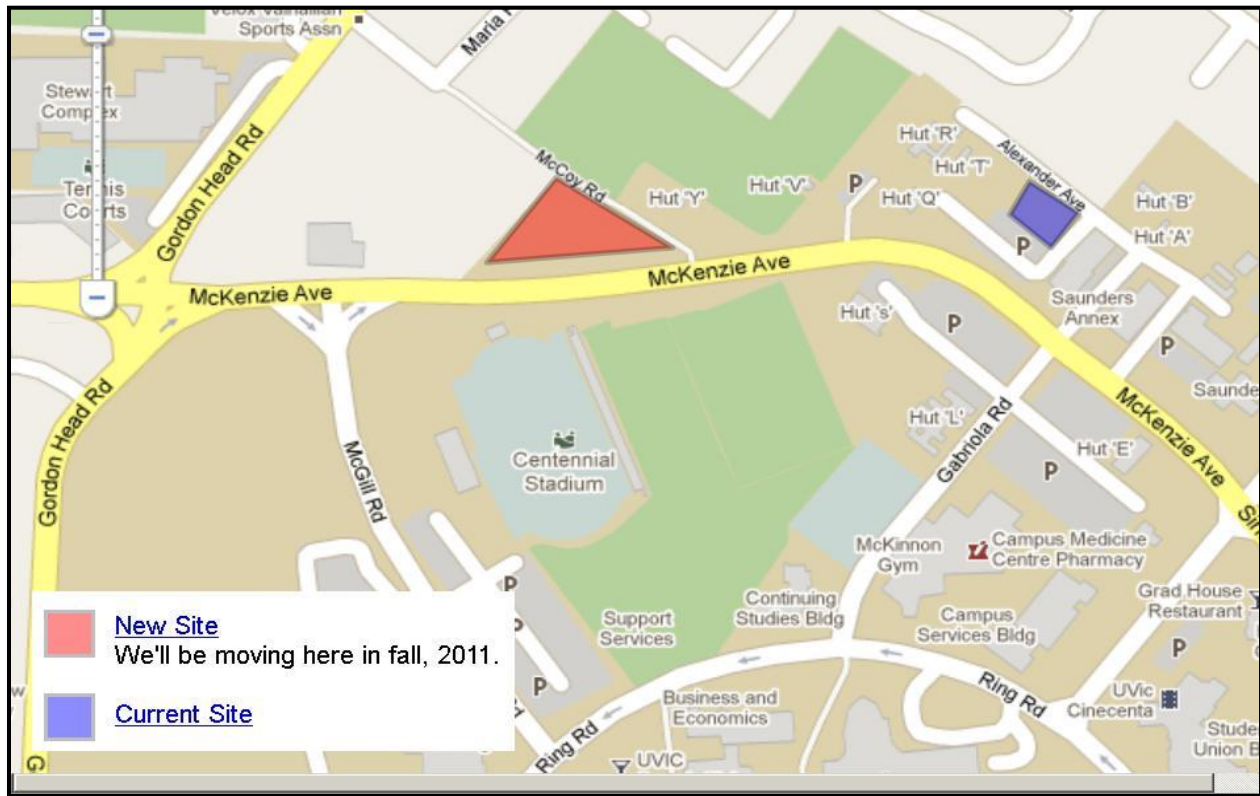 Velox Valhallian
Sports Assn
Maria
Stewart
Complex
Gordon Head Rd
Tennis
Courts
McCoy Rd
Hut 'Y'
Hut 'V'
P
Hut 'R'
Hut 'T'
Hut 'Q'
Alexander Ave
P
Hut 'B'
Hut 'A'
McKenzie Ave
McKenzie Ave
Hut 's'
P
Saunders
Annex
P
Saunde
McKenzie Ave
Gordon Head Rd
McGill Rd
Centennial
Stadium
Hut 'L'
Gabriola Rd
P
Hut 'E'
McKinnon
Gym
Campus Medicine
Centre Pharmacy
Grad House
Restaurant
P
P
P
P
Support
Services
Continuing
Studies Bldg
Campus
Services Bldg
Ring Rd
UVic
Cinecenta
Stude
Union B
Business and
Economics
Ring Rd
UVIC
G
New Site
We'll be moving here in fall, 2011.
Current Site